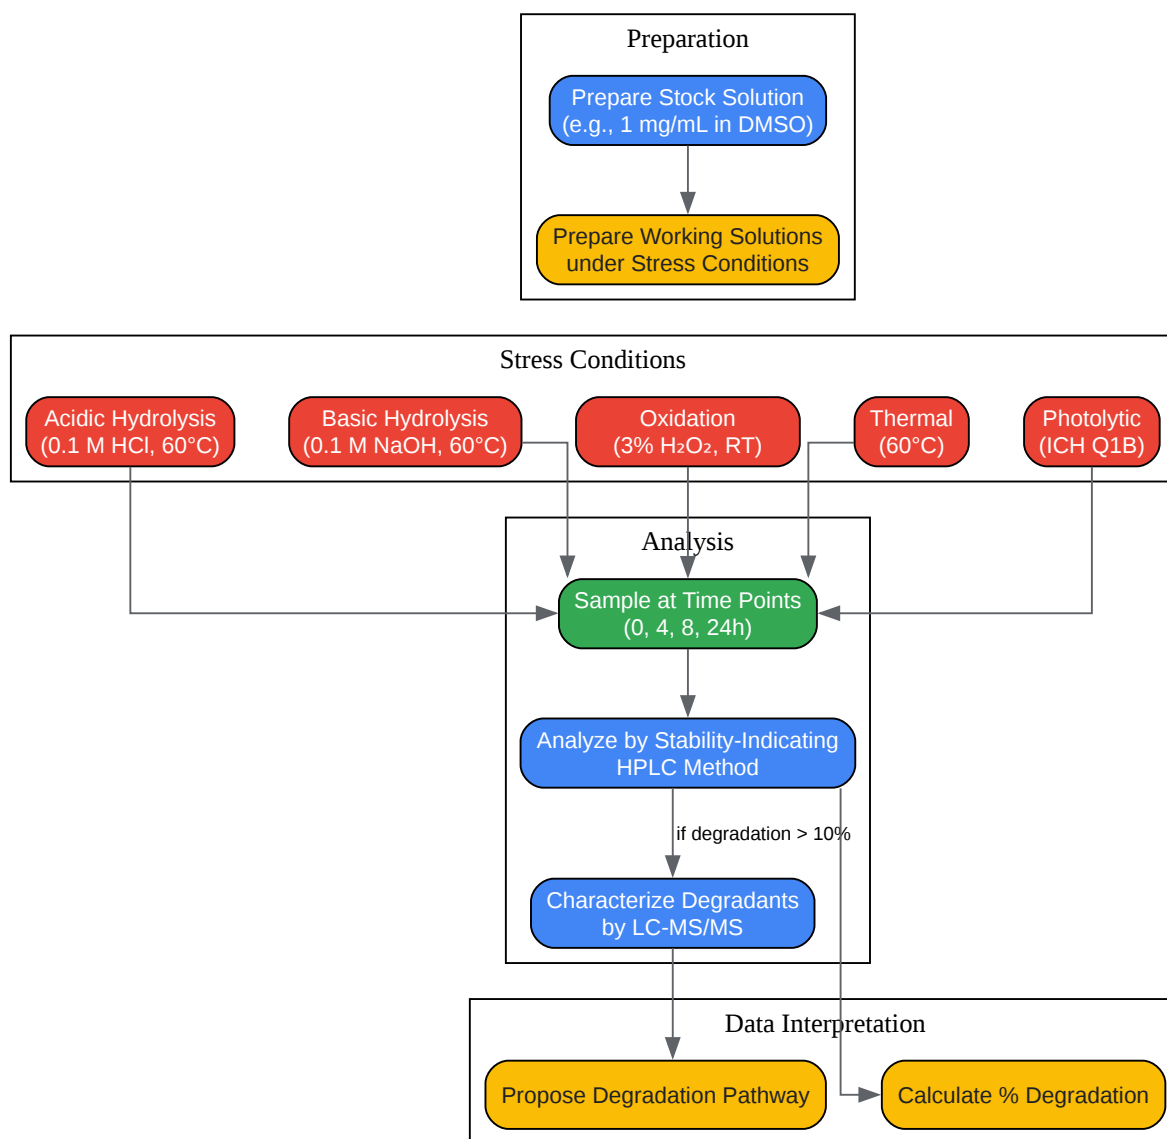 Preparation
Prepare Stock Solution
(e.g., 1 mg/mL in DMSO)
Prepare Working Solutions
under Stress Conditions
Stress Conditions
Acidic Hydrolysis
(0.1 M HCl, 60°C)
Basic Hydrolysis
(0.1 M NaOH, 60°C)
Oxidation
(3% H₂O₂, RT)
Thermal
(60°C)
Photolytic
(ICH Q1B)
Analysis
Sample at Time Points
(0, 4, 8, 24h)
Analyze by Stability-Indicating
HPLC Method
if degradation > 10%
Characterize Degradants
by LC-MS/MS
Data Interpretation
Propose Degradation Pathway
Calculate % Degradation